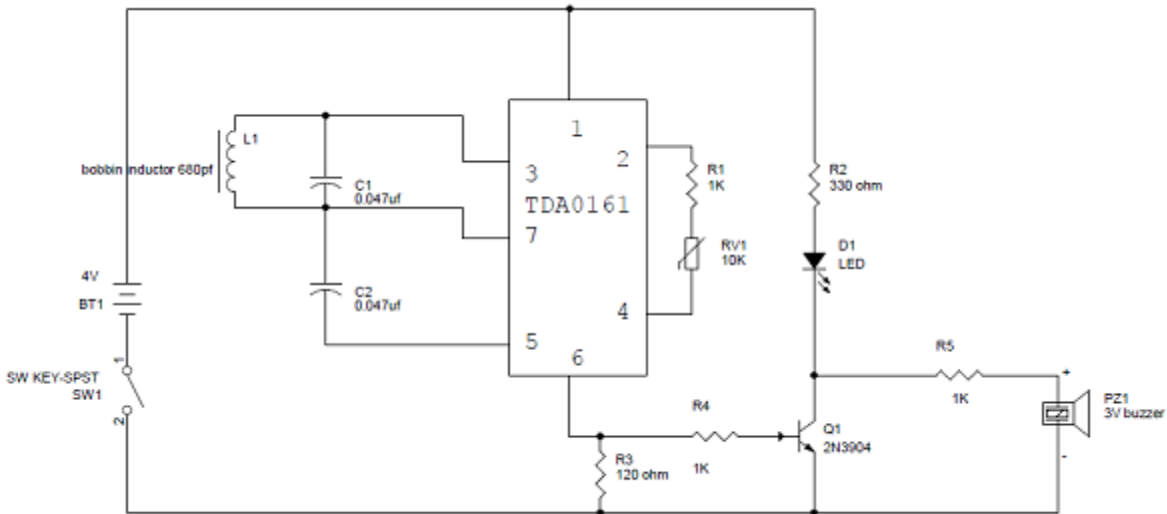 1
L1
bobbin inductor 680pf
C1
0.047uf
3
TDA0161
7
2
R1
1K
RV1
10K
4
R2
330 ohm
D1
LED
4V
BT1
C2
0.047uf
5
6
1
SW KEY-SPST
SW1
2
R4
1K
R3
120 ohm
Q1
2N3904
R5
1K
+
PZ1
3V buzzer
-